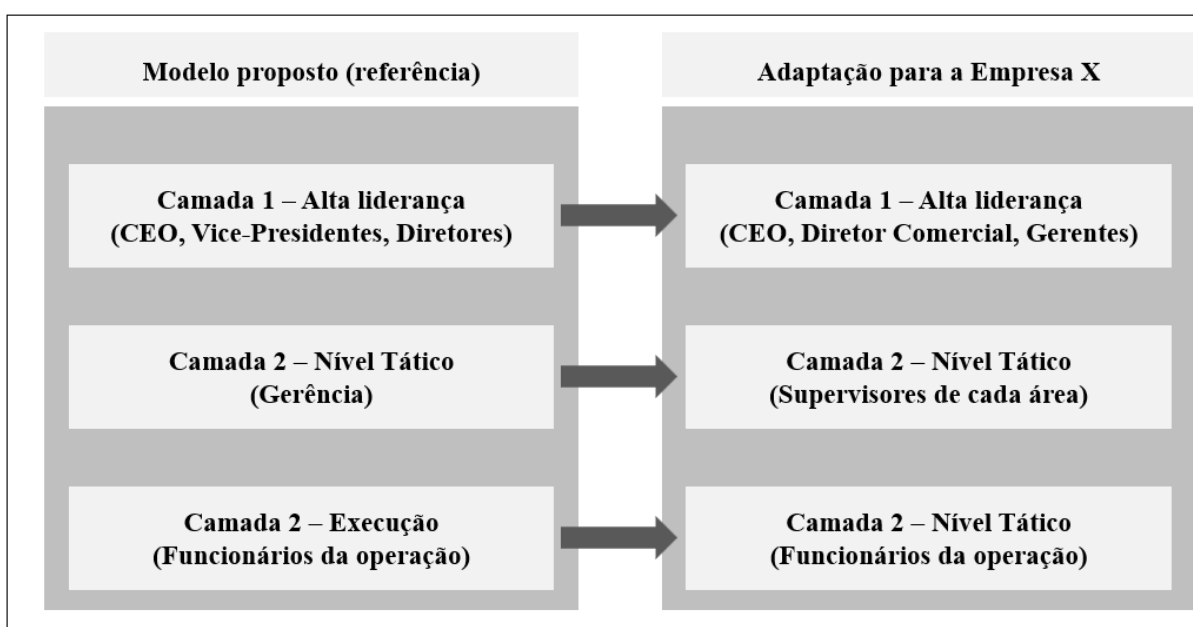 Modelo proposto (referência)
Adaptação para a Empresa X
Camada 1 – Alta liderança
(CEO, Vice-Presidentes, Diretores)
Camada 1 – Alta liderança
(CEO, Diretor Comercial, Gerentes)
Camada 2 – Nível Tático
(Gerência)
Camada 2 – Nível Tático
(Supervisores de cada área)
Camada 2 – Execução
(Funcionários da operação)
Camada 2 – Nível Tático
(Funcionários da operação)